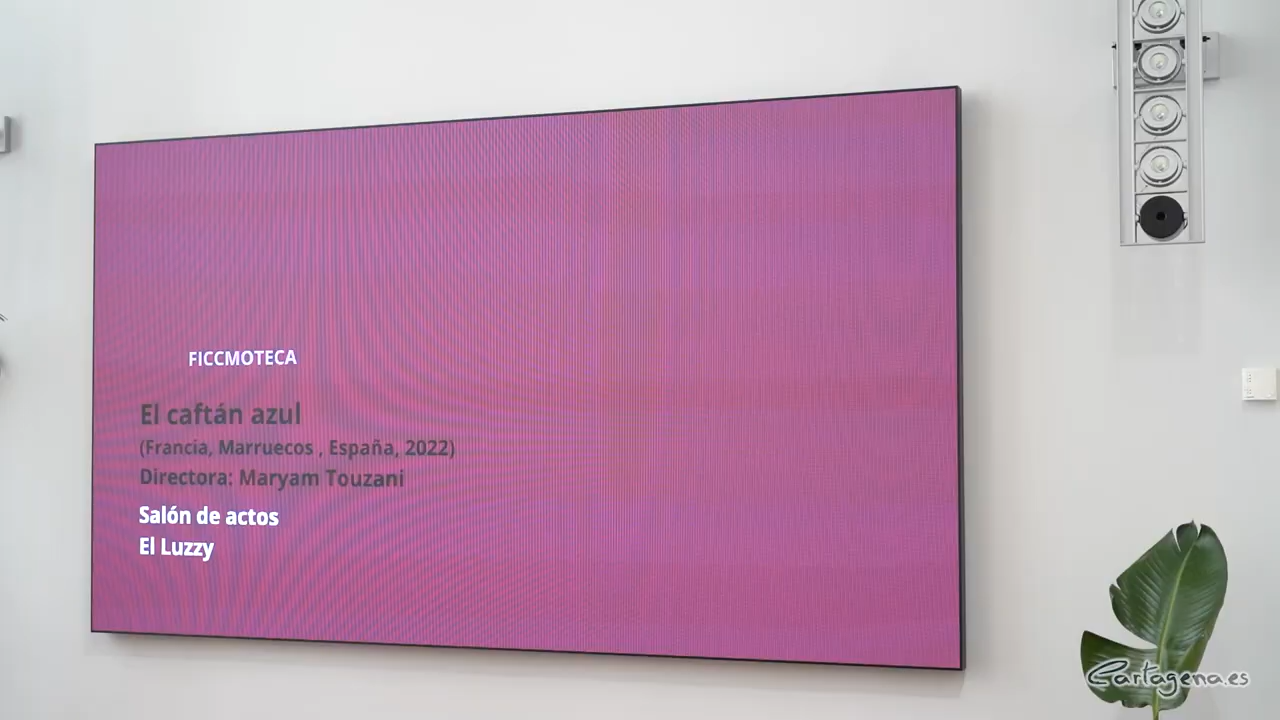 FICCMOTECA
El caftán azul
(Francia, Marruecos , España, 2022)
Directora: Maryam Touzani
Salón de actos
El Luzzy
Cartagena.es